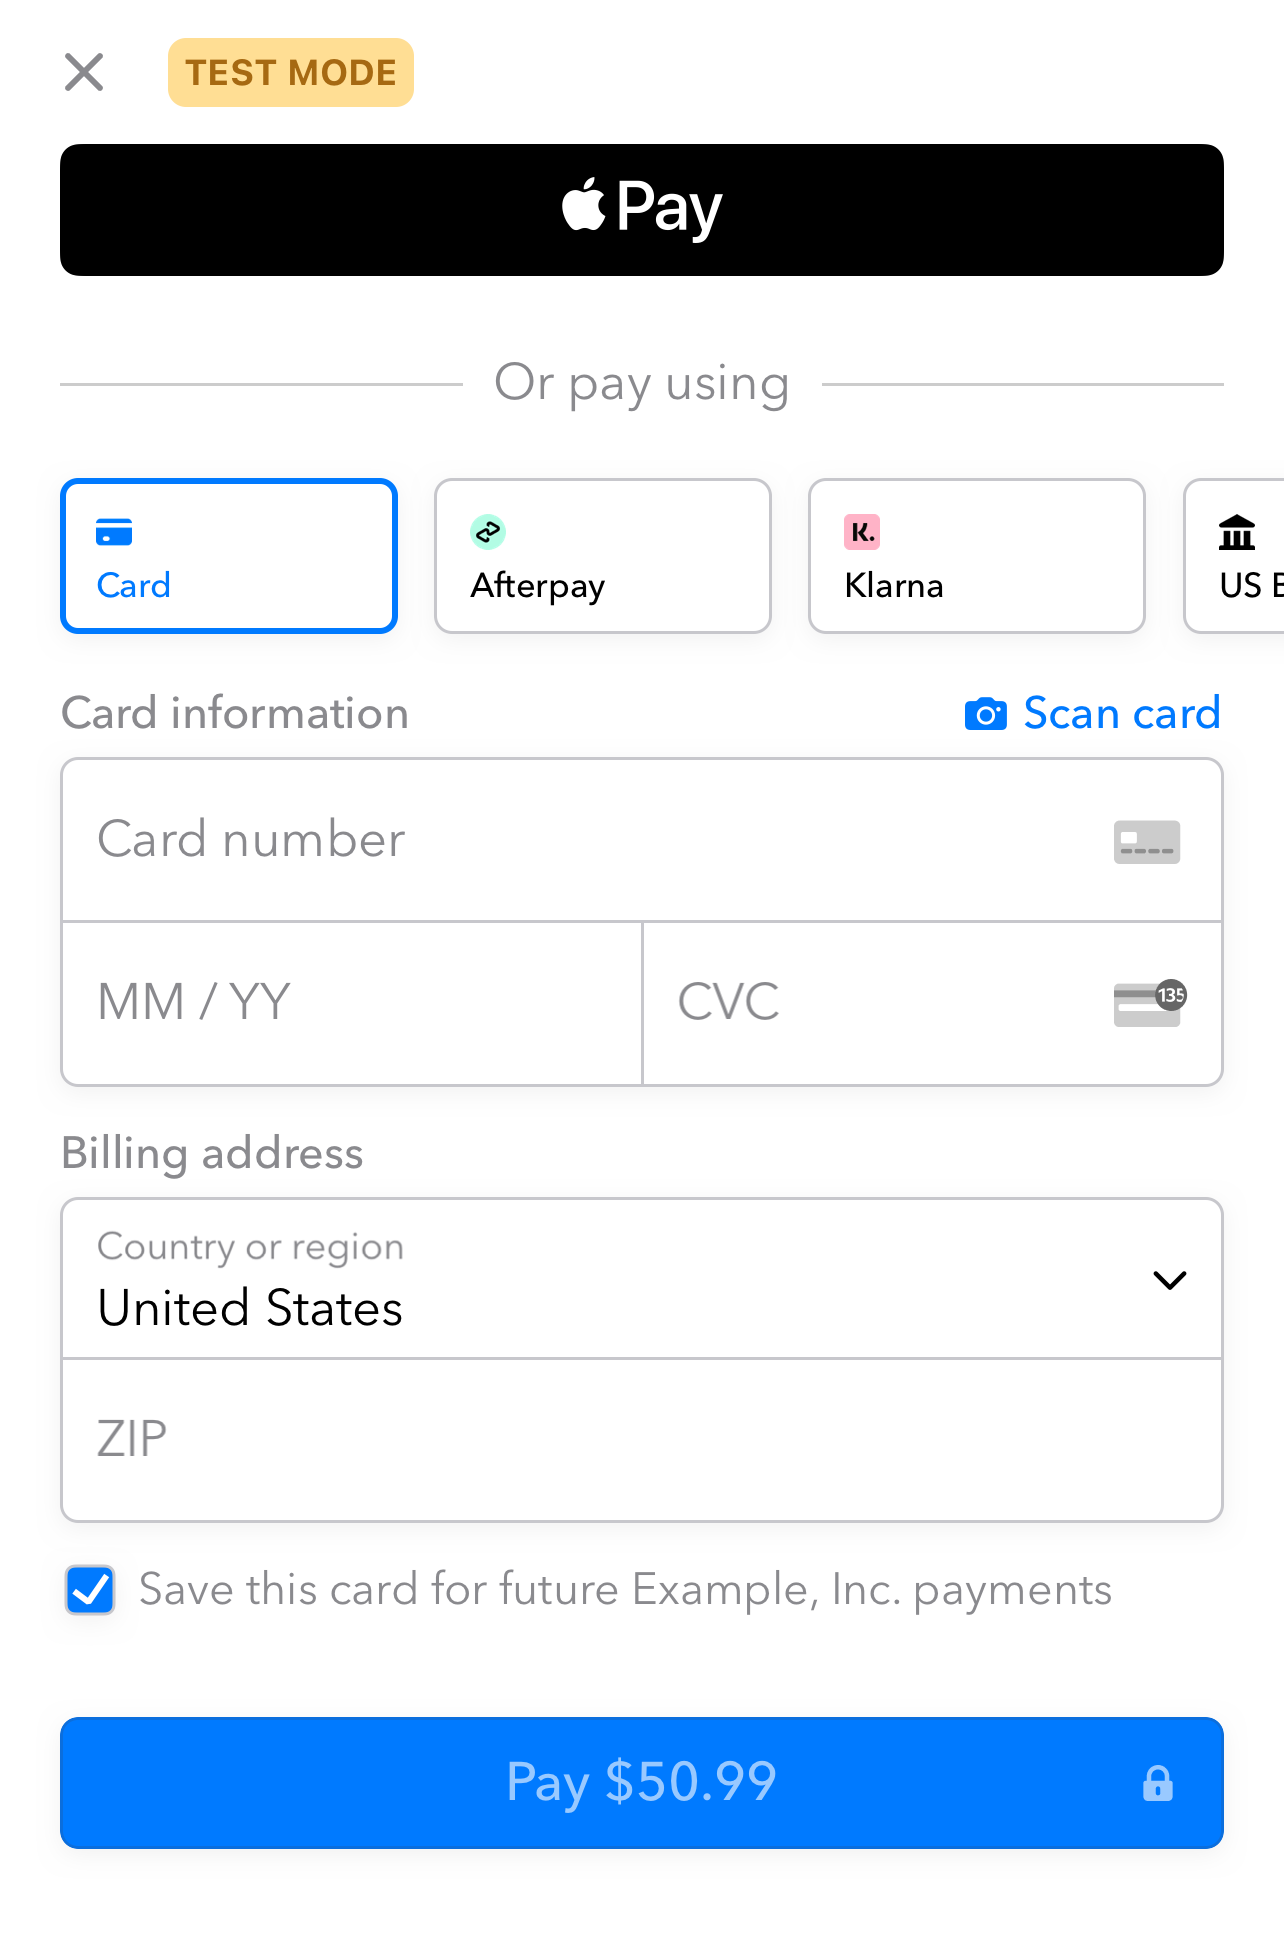 TEST MODE
Pay
Or pay using
Card
Afterpay
K.
Klarna
US
Card information
Scan card
Card number
MM / YY
CVC
135
Billing address
Country or region
United States
ZIP
Save this card for future Example, Inc. payments
Pay $50.99